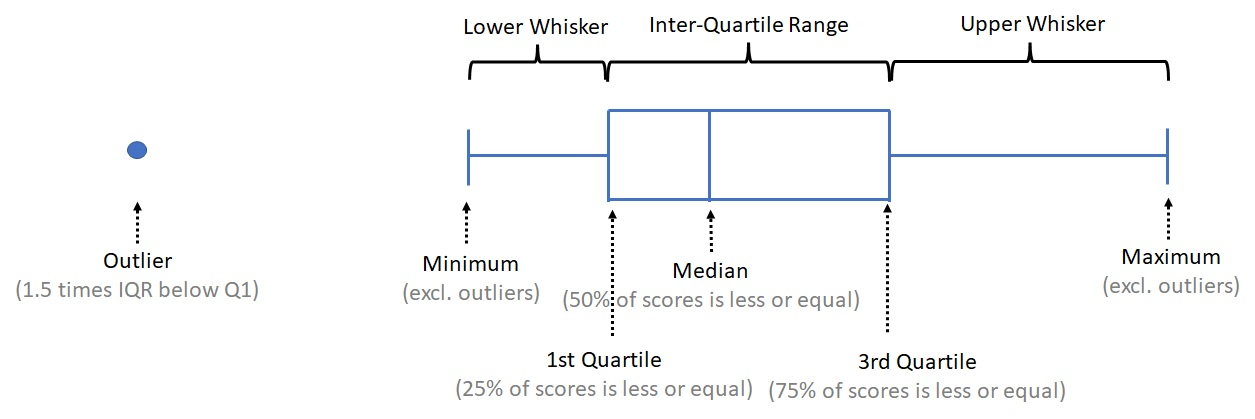 Lower Whisker
Inter-Quartile Range
Upper Whisker
Outlier
(1.5 times IQR below Q1)
Minimum
(excl. outliers)
Median
(50% of scores is less or equal)
Maximum
(excl. outliers)
1st Quartile
(25% of scores is less or equal)
3rd Quartile
(75% of scores is less or equal)